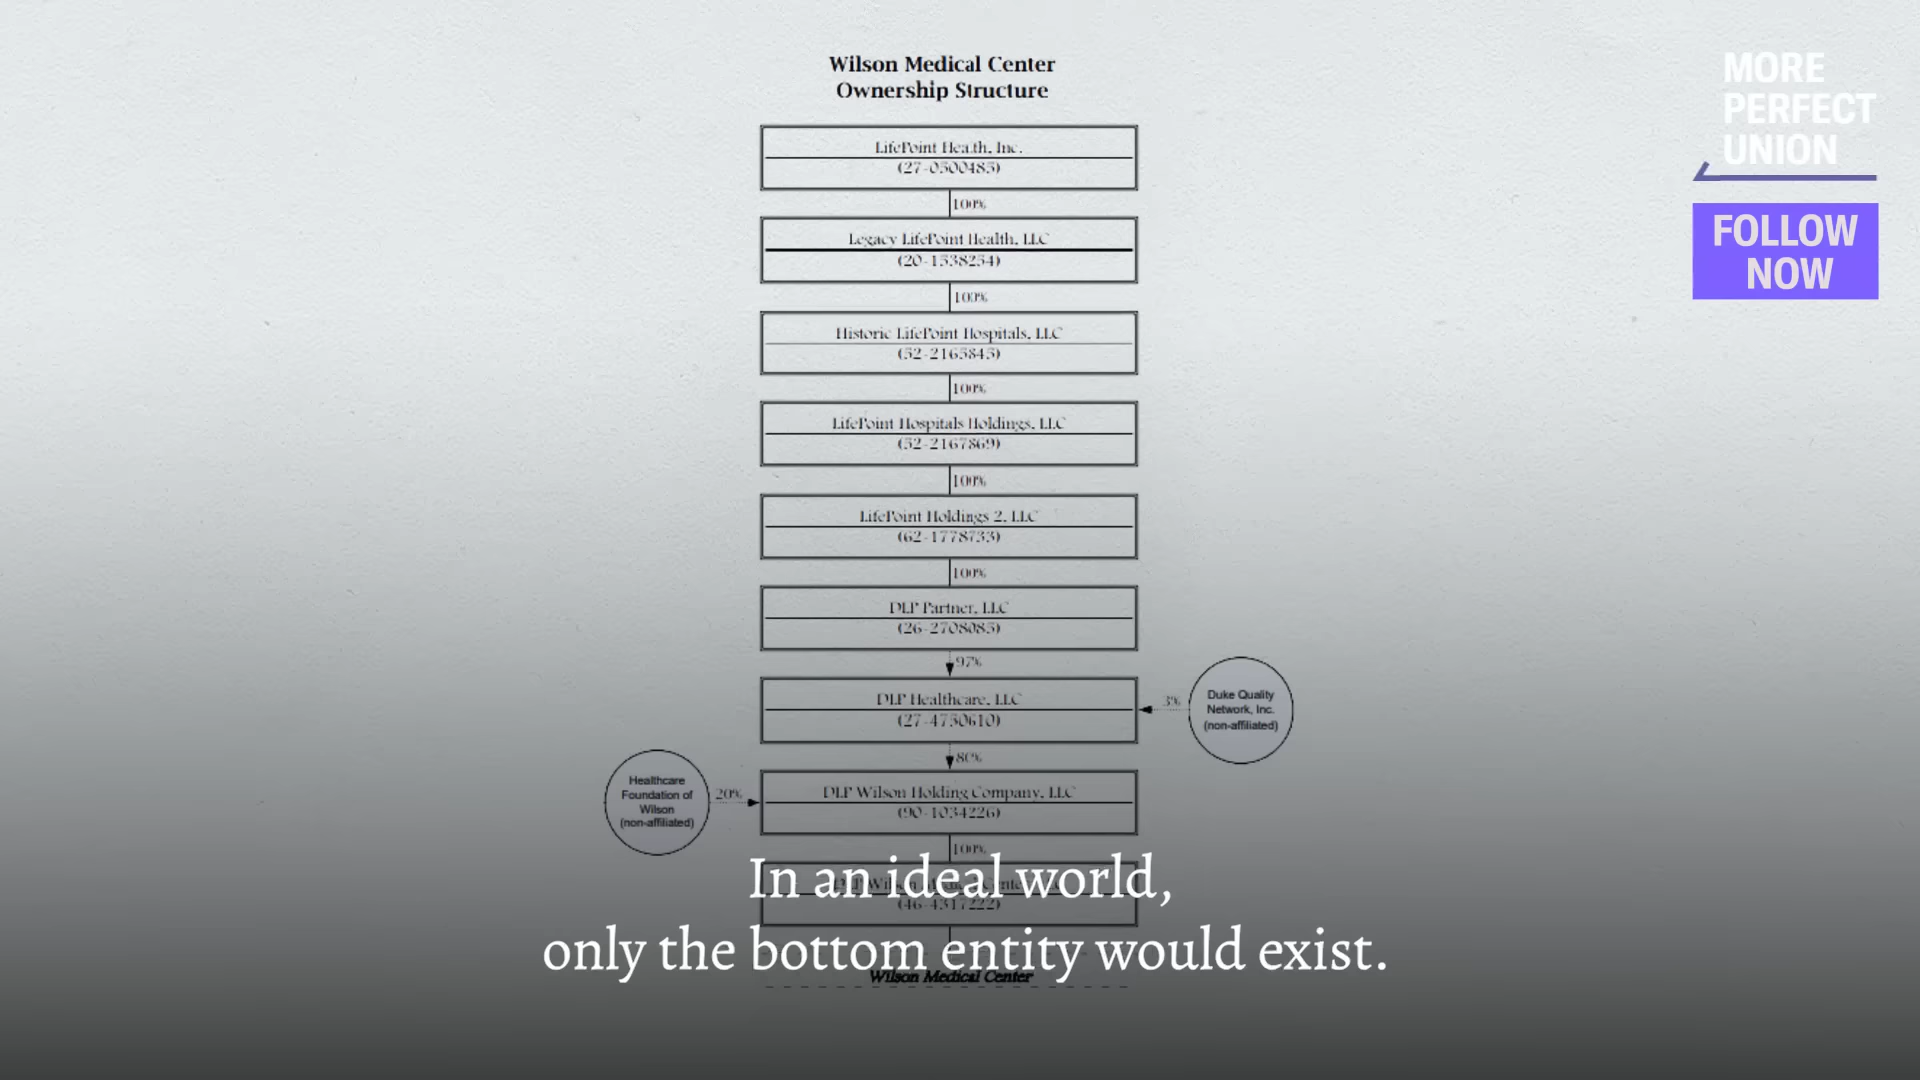 Wilson Medical Center
Ownership Structure
MORE
PERFECT
UNION
FOLLOW
NOW
LifePoint Health, Inc.
(27-0500485)
100%
Legacy LifePoint Health, LLC
(20-1538254)
100%
Historic LifePoint Hospitals, LLC
(52-2165845)
100%
LifePoint Hospitals Holdings, LLC
(52-2167869)
100%
LifePoint Holdings 2, LLC
(62-1778733)
100%
DLP Partner, LLC
(26-2708085)
97%
DLP Healthcare, LLC
(27-4750610)
3%
Duke Quality
Network, Inc.
(non-affiliated)
80%
Healthcare
Foundation of
Wilson
(non-affiliated)
20%
DLP Wilson Holding Company, LLC
(90-1034226)
100%
In an ideal world,
(46-4317222)
only the bottom entity would exist.
Wilson Medical Center